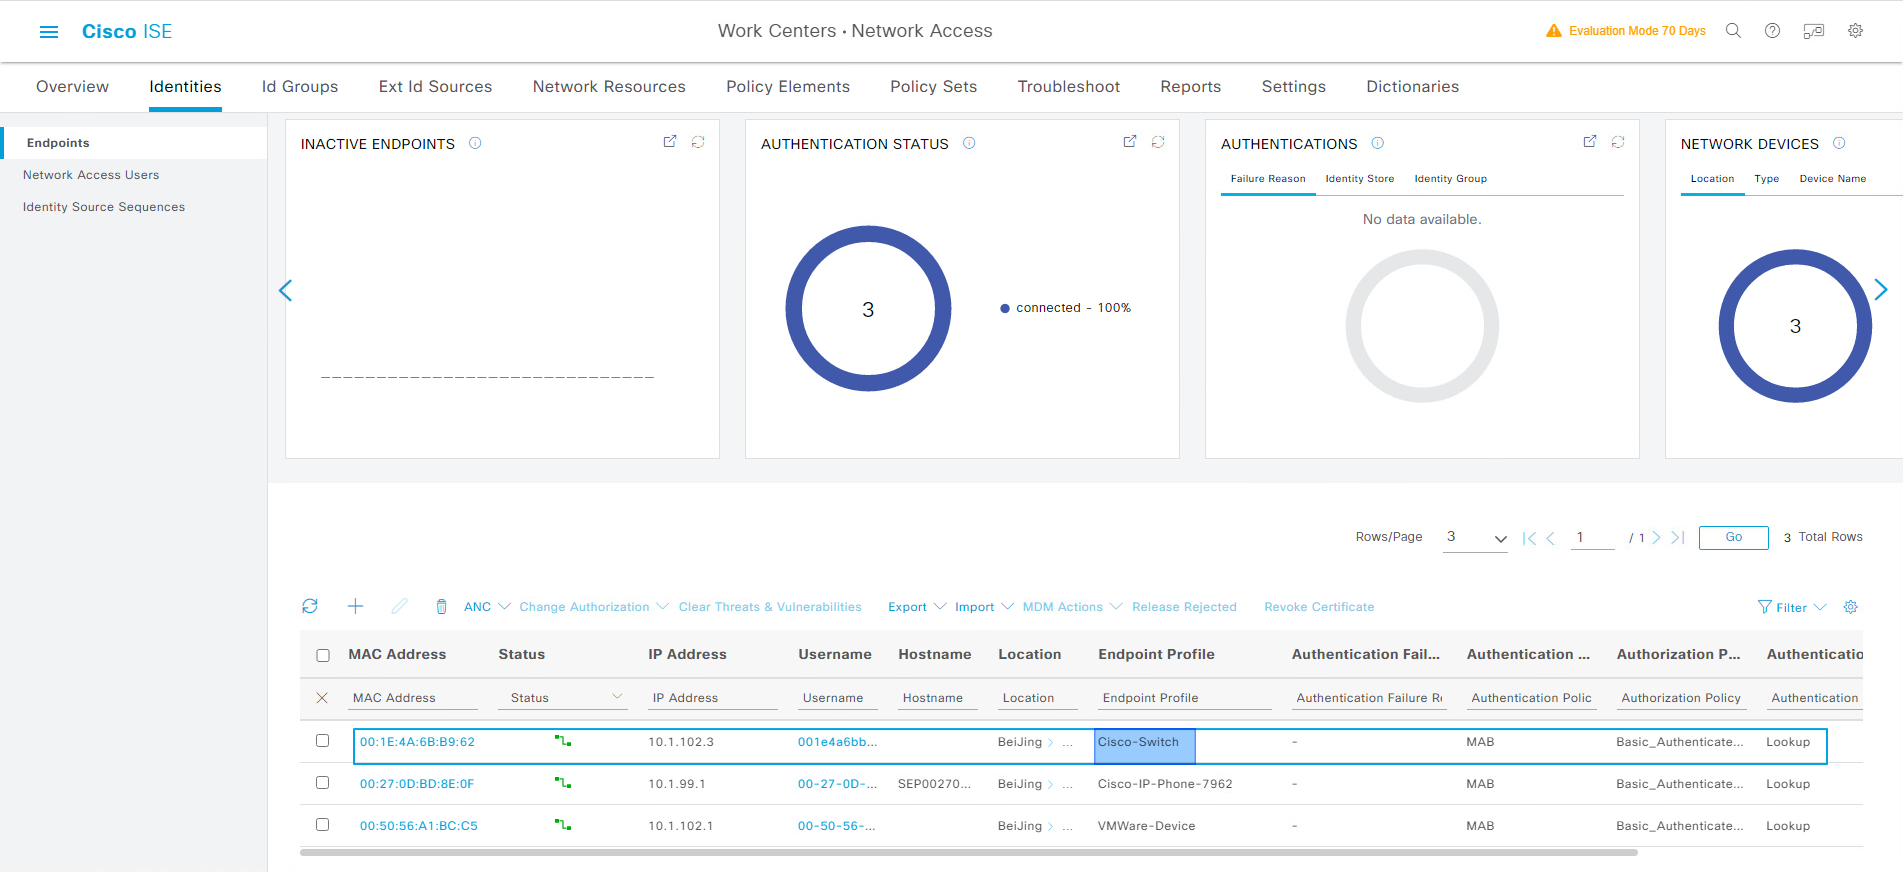 Cisco ISE
Work Centers · Network Access
Evaluation Mode 70 Days
Overview Identities Id Groups Ext Id Sources Network Resources Policy Elements Policy Sets Troubleshoot Reports Settings Dictionaries
Endpoints
Network Access Users
Identity Source Sequences
INACTIVE ENDPOINTS
AUTHENTICATION STATUS
3
connected - 100%
AUTHENTICATIONS
Failure Reason Identity Store Identity Group
No data available.
NETWORK DEVICES
Location Type Device Name
3
Rows/Page 3 1 / 1 Go 3 Total Rows
ANC Change Authorization Clear Threats & Vulnerabilities Export Import MDM Actions Release Rejected Revoke Certificate Filter
MAC Address Status IP Address Username Hostname Location Endpoint Profile Authentication Fail... Authentication ... Authorization P... Authenticatio
MAC Address Status IP Address Username Hostname Location Endpoint Profile Authentication Failure R Authentication Polic Authorization Policy Authentication
00:1E:4A:6B:B9:62 10.1.102.3 001e4a6bb... BeiJing > ... Cisco-Switch - MAB Basic_Authenticate... Lookup
00:27:0D:BD:8E:0F 10.1.99.1 00-27-0D-... SEP00270... BeiJing > ... Cisco-IP-Phone-7962 - MAB Basic_Authenticate... Lookup
00:50:56:A1:BC:C5 10.1.102.1 00-50-56-... BeiJing > ... VMWare-Device - MAB Basic_Authenticate... Lookup